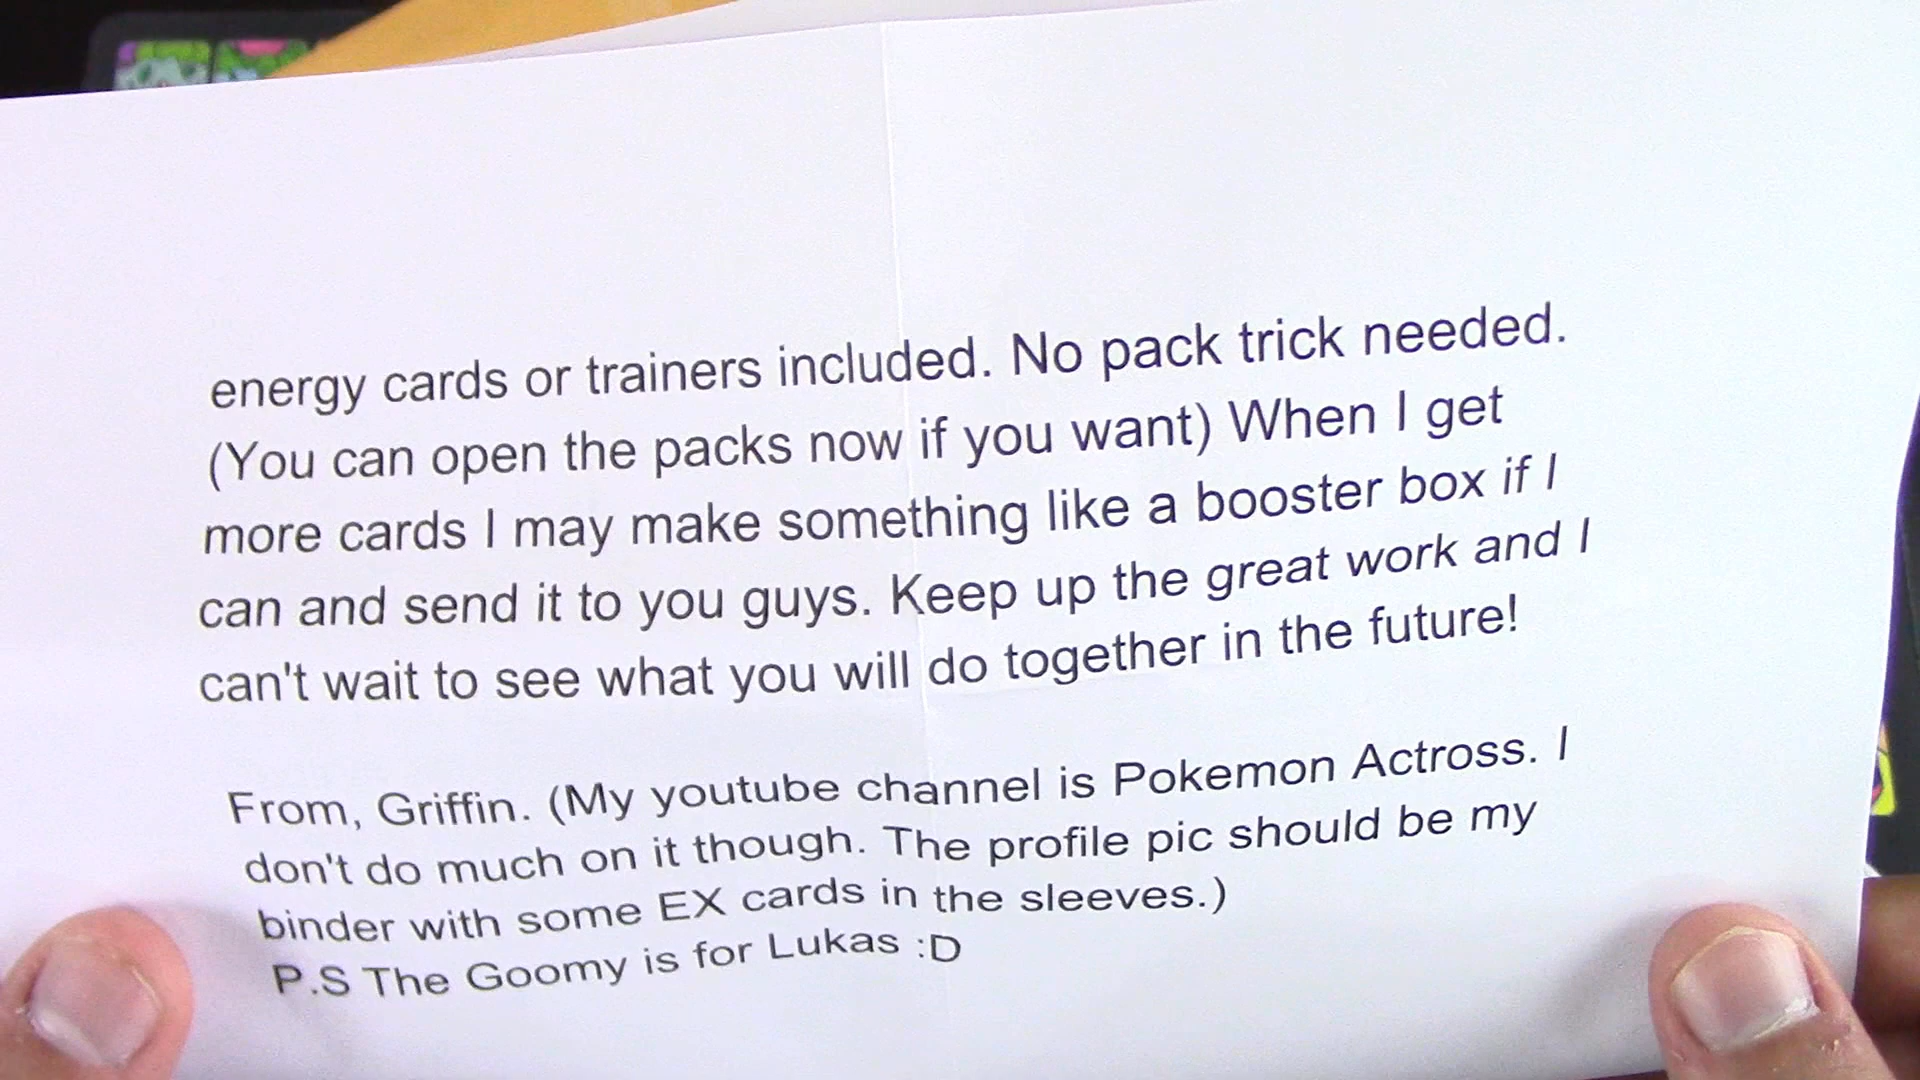 energy cards or trainers included. No pack trick needed.
(You can open the packs now if you want) When I get
more cards I may make something like a booster box if I
can and send it to you guys. Keep up the great work and I
can't wait to see what you will do together in the future!
From, Griffin. (My youtube channel is Pokemon Actross. I
don't do much on it though. The profile pic should be my
binder with some EX cards in the sleeves.)
P.S The Goomy is for Lukas :D